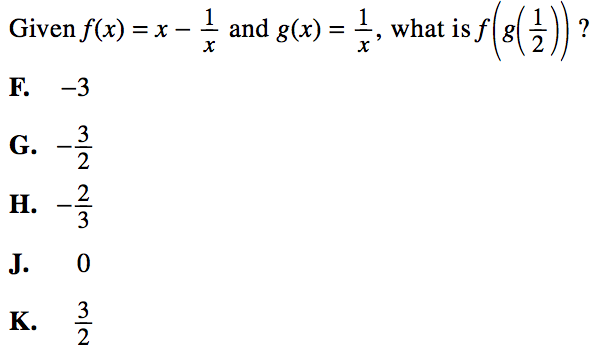 Given f(x) = x − 1/x and g(x) = 1/x, what is f(g(1/2)) ?
F. −3
G. −3/2
H. −2/3
J. 0
K. 3/2